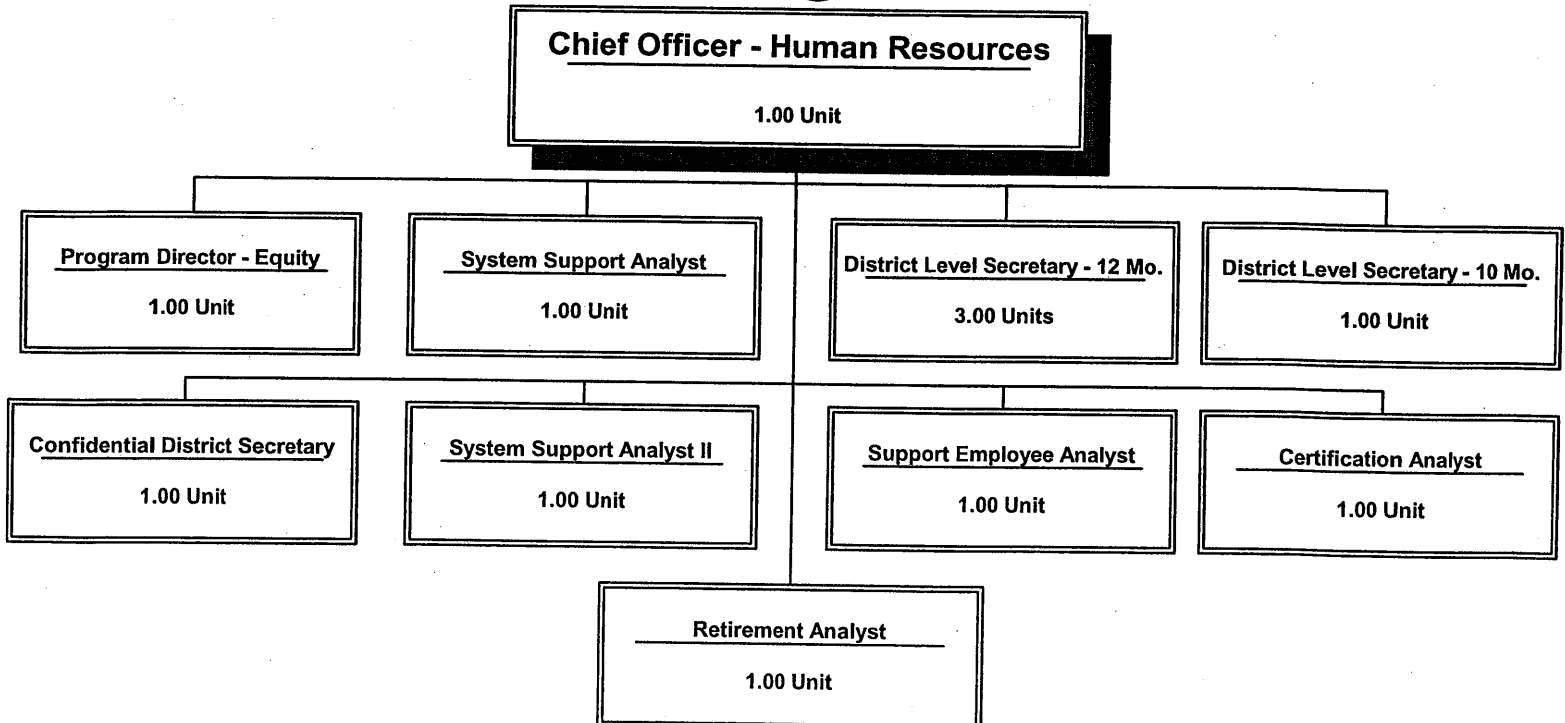 Chief Officer - Human Resources
1.00 Unit
Program Director - Equity
1.00 Unit
System Support Analyst
1.00 Unit
District Level Secretary - 12 Mo.
3.00 Units
District Level Secretary - 10 Mo.
1.00 Unit
Confidential District Secretary
1.00 Unit
System Support Analyst II
1.00 Unit
Support Employee Analyst
1.00 Unit
Certification Analyst
1.00 Unit
Retirement Analyst
1.00 Unit